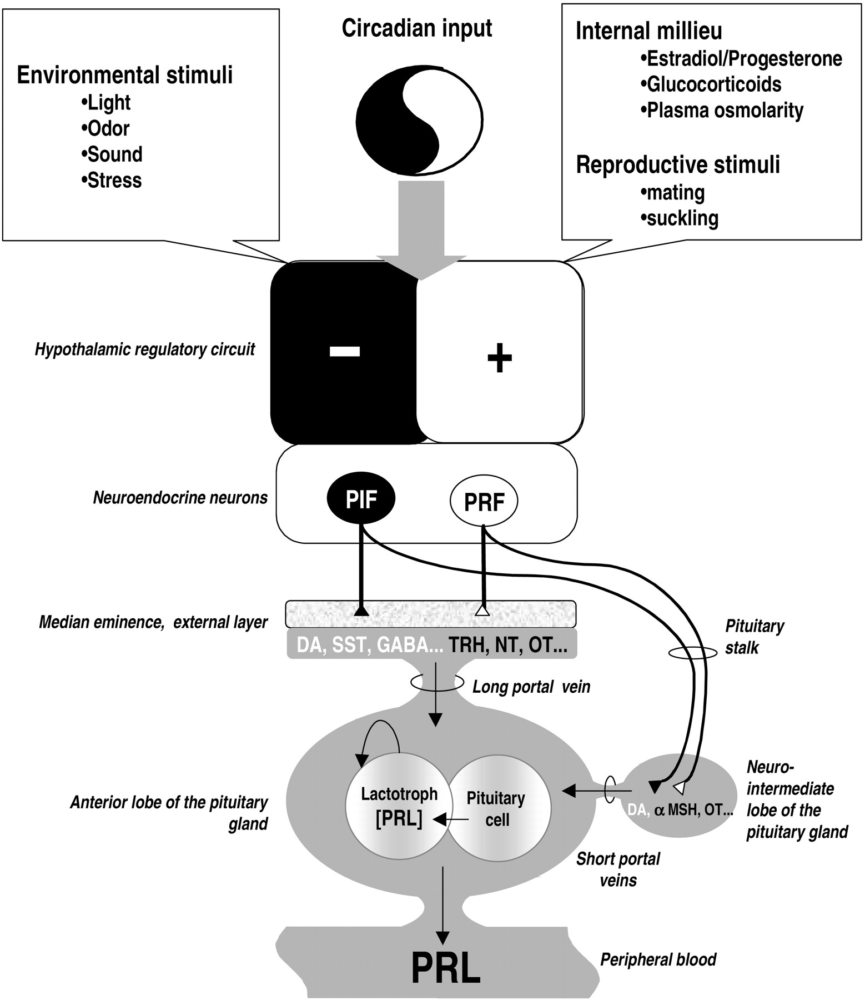 Circadian input
Environmental stimuli
•Light
•Odor
•Sound
•Stress
Internal millieu
•Estradiol/Progesterone
•Glucocorticoids
•Plasma osmolarity
Reproductive stimuli
•mating
•suckling
Hypothalamic regulatory circuit
− +
Neuroendocrine neurons
PIF
PRF
Median eminence, external layer
DA, SST, GABA... TRH, NT, OT...
Pituitary
stalk
Long portal vein
Anterior lobe of the pituitary
gland
Lactotroph
[PRL]
Pituitary
cell
DA, α MSH, OT...
Neuro-
intermediate
lobe of the
pituitary gland
Short portal
veins
PRL
Peripheral blood